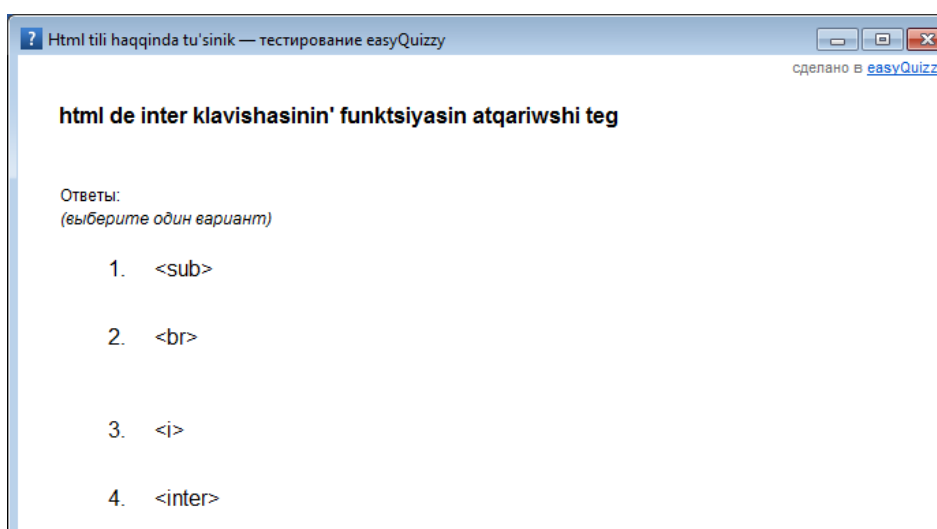 Html tili haqqinda tu'sinik — тестирование easyQuizzy
сделано в easyQuizz
html de inter klavishasinin' funktsiyasin atqariwshi teg
Ответы:
(выберите один вариант)
1. <sub>
2. <br>
3. <i>
4. <inter>